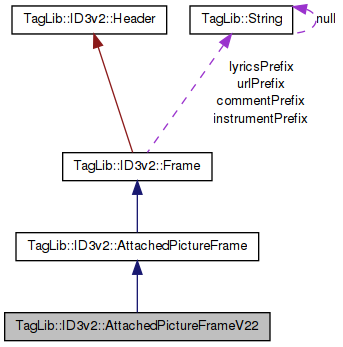 TagLib::ID3v2::Header
TagLib::String
null
lyricsPrefix
urlPrefix
commentPrefix
instrumentPrefix
TagLib::ID3v2::Frame
TagLib::ID3v2::AttachedPictureFrame
TagLib::ID3v2::AttachedPictureFrameV22